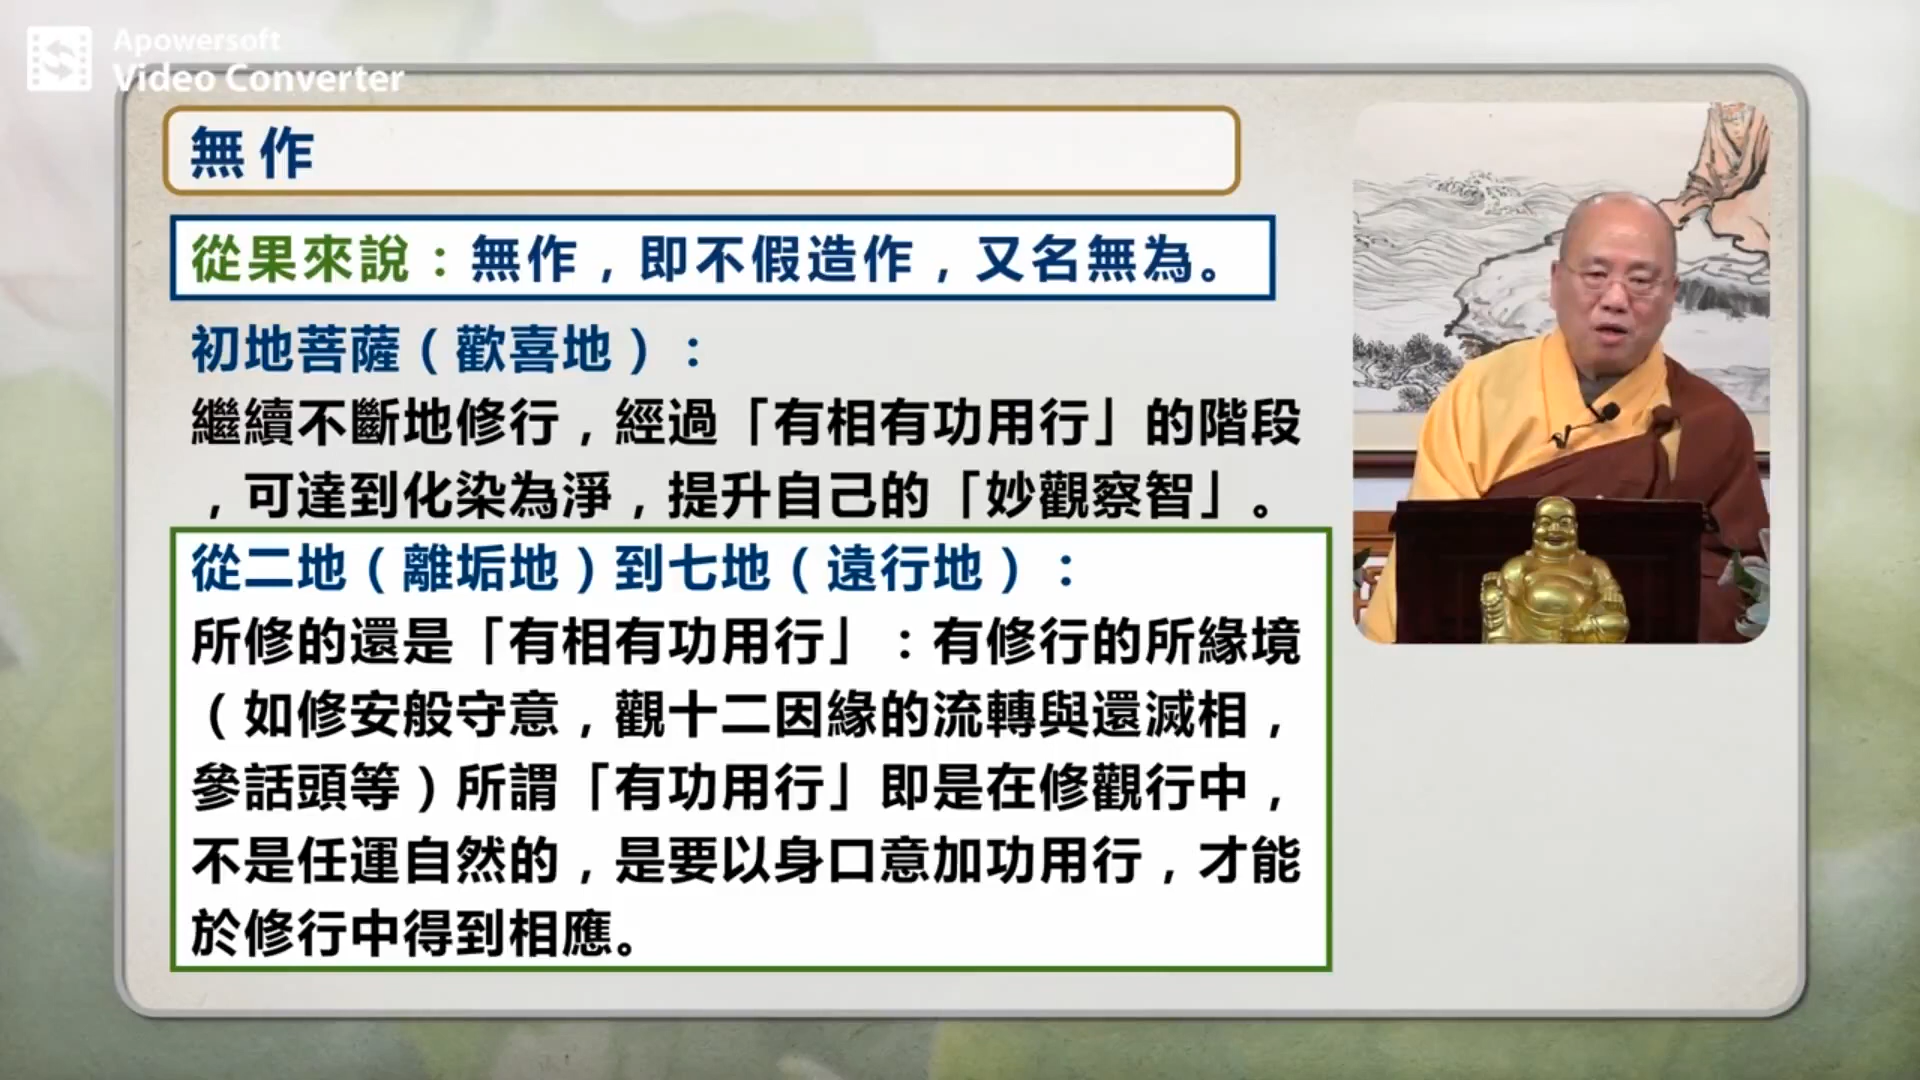 Apowersoft
Video Converter
無作
從果來說：無作，即不假造作，又名無為。
初地菩薩（歡喜地）：
繼續不斷地修行，經過「有相有功用行」的階段
，可達到化染為淨，提升自己的「妙觀察智」。
從二地（離垢地）到七地（遠行地）：
所修的還是「有相有功用行」：有修行的所緣境
（如修安般守意，觀十二因緣的流轉與還滅相，
參話頭等）所謂「有功用行」即是在修觀行中，
不是任運自然的，是要以身口意加功用行，才能
於修行中得到相應。